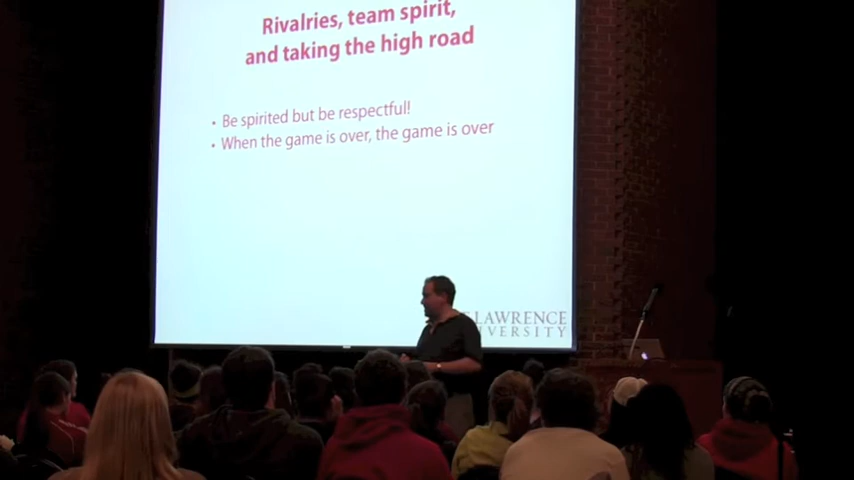 Rivalries, team spirit,
and taking the high road
• Be spirited but be respectful!
• When the game is over, the game is over
LAWRENCE
VERSITY